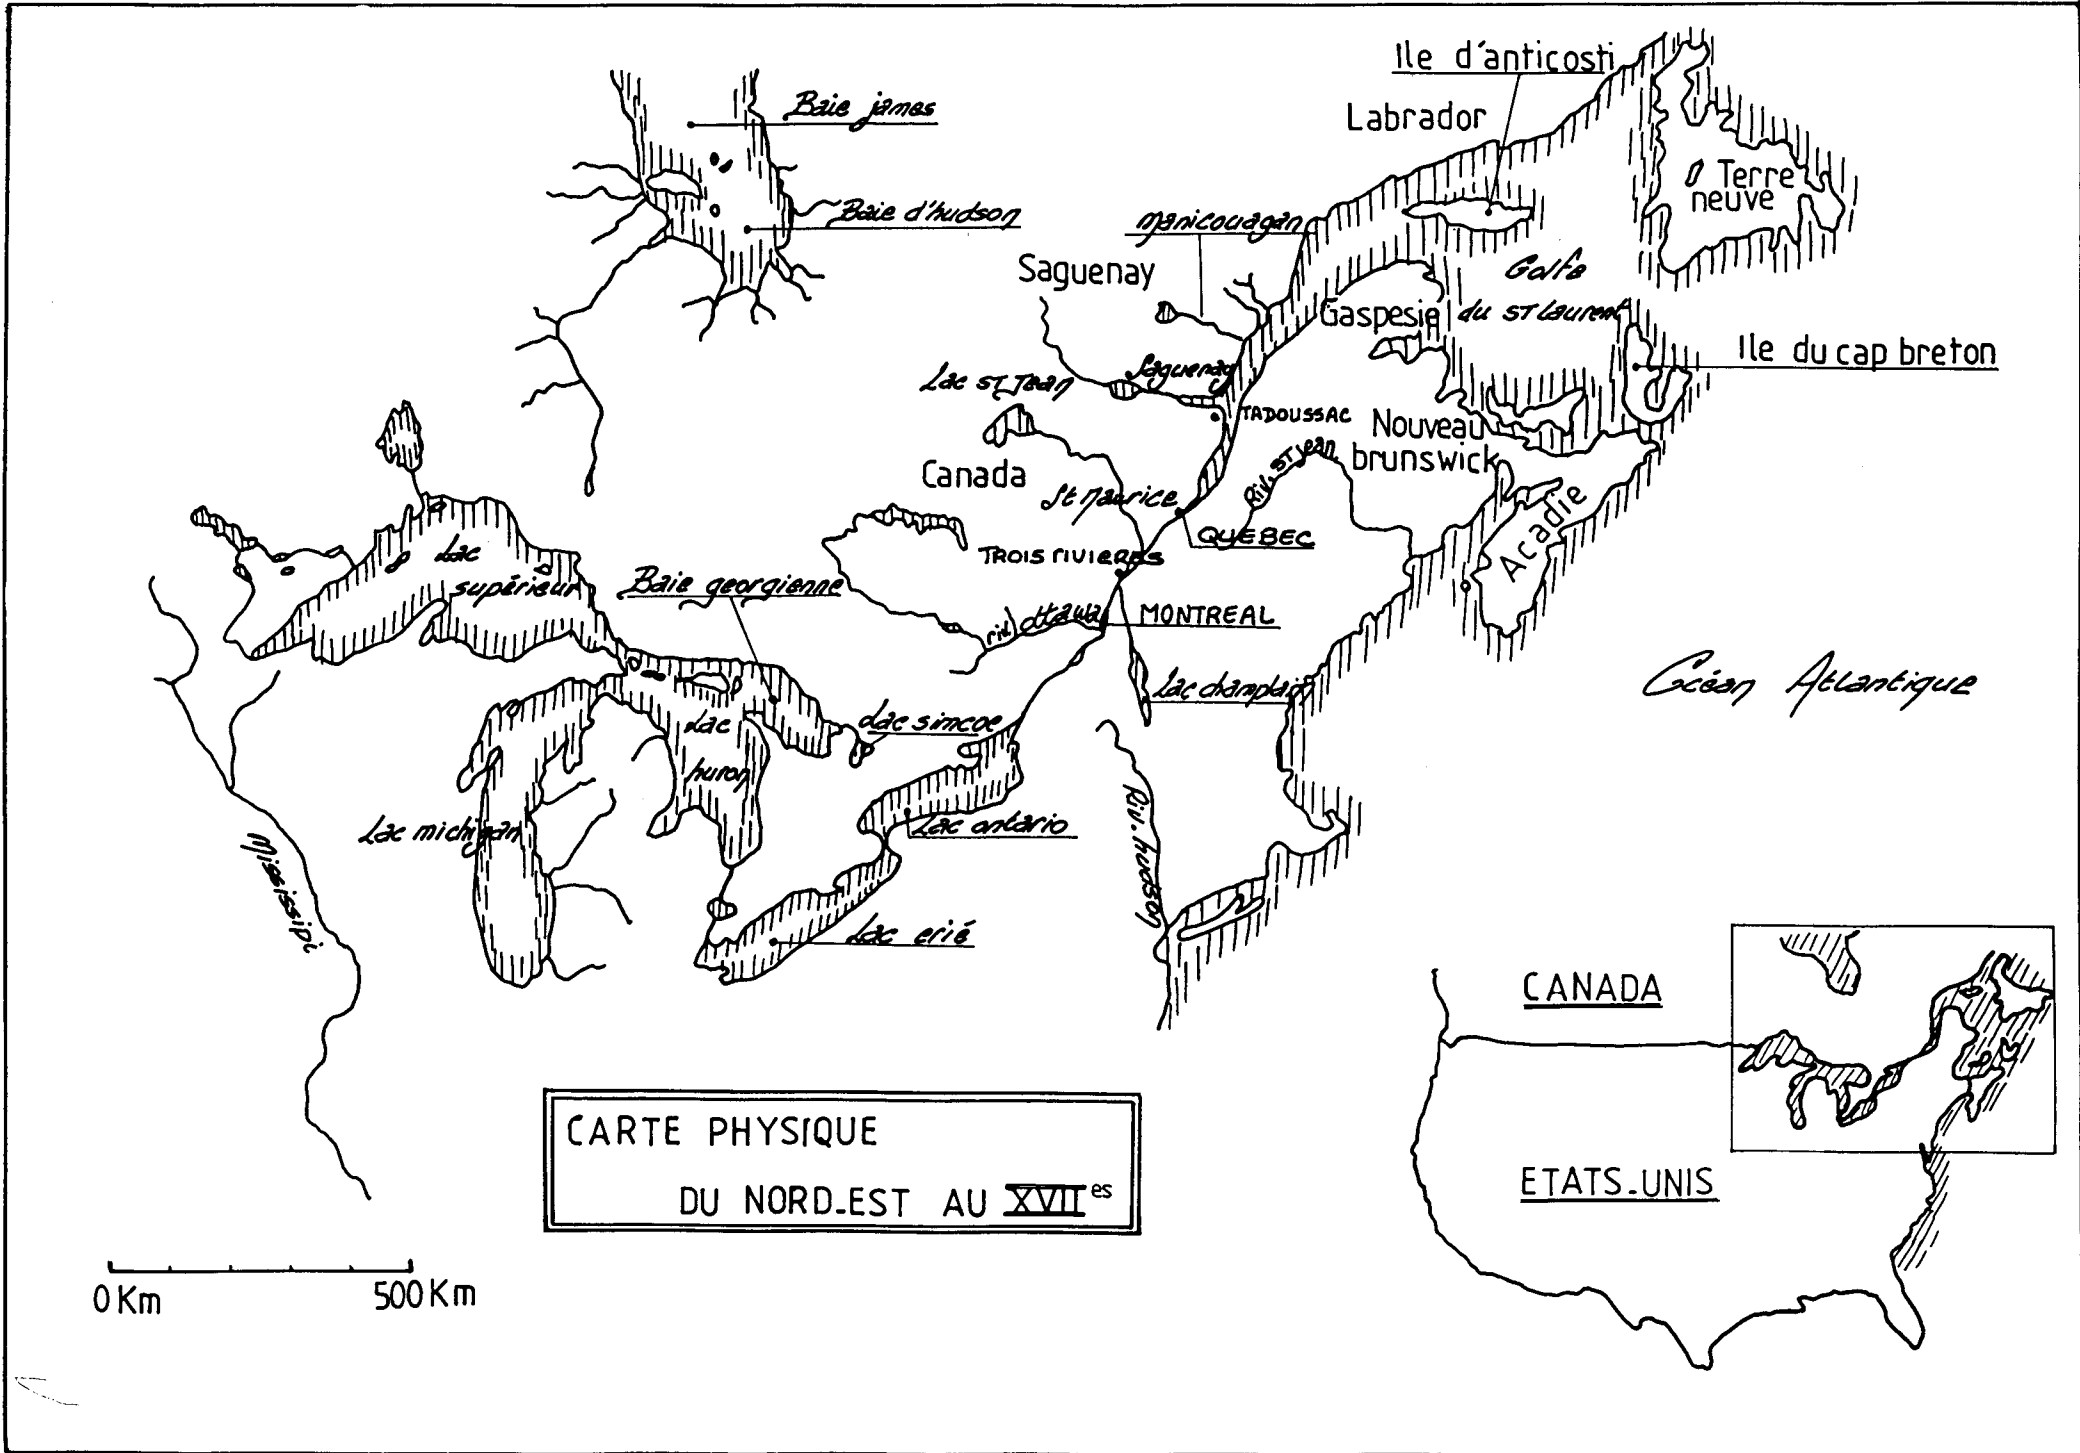 Ile d'anticosti
Labrador
Baie james
Terre
neuve
Baie d'hudson
Manicouagan
Saguenay
Golfe
du St Laurent
Gaspesie
Ile du cap breton
Lac St Jean
Saguenay
TADOUSSAC
Nouveau
brunswick
Riv. St jean
Canada
St Maurice
QUEBEC
Acadie
TROIS RIVIERES
Lac
supérieur
Baie georgienne
riv. Ottawa
MONTREAL
Océan Atlantique
Lac champlain
Lac simcoe
Lac
huron
Riv. hudson
Lac michigan
Lac ontario
Mississipi
Lac erié
CANADA
ETATS-UNIS
CARTE PHYSIQUE
DU NORD-EST AU XVIIes
0 Km 500 Km